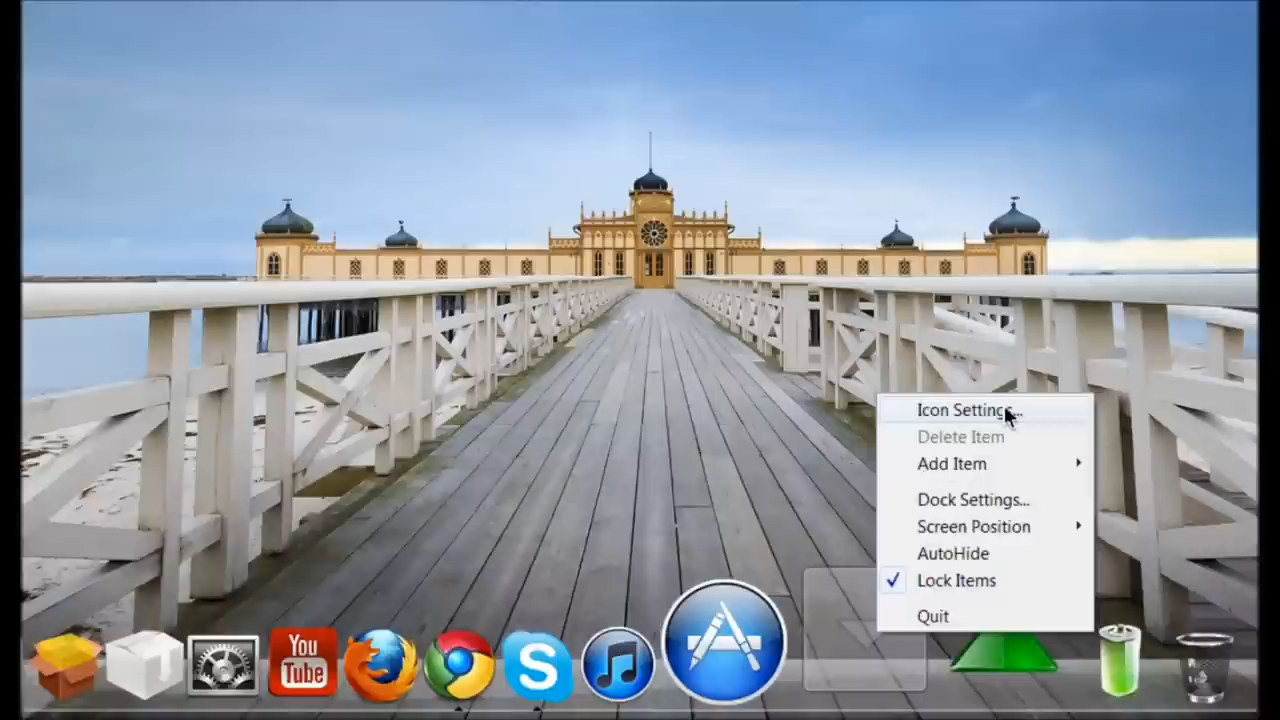 Icon Settings...
Delete Item
Add Item
Dock Settings...
Screen Position
AutoHide
Lock Items
Quit
You
Tube
S